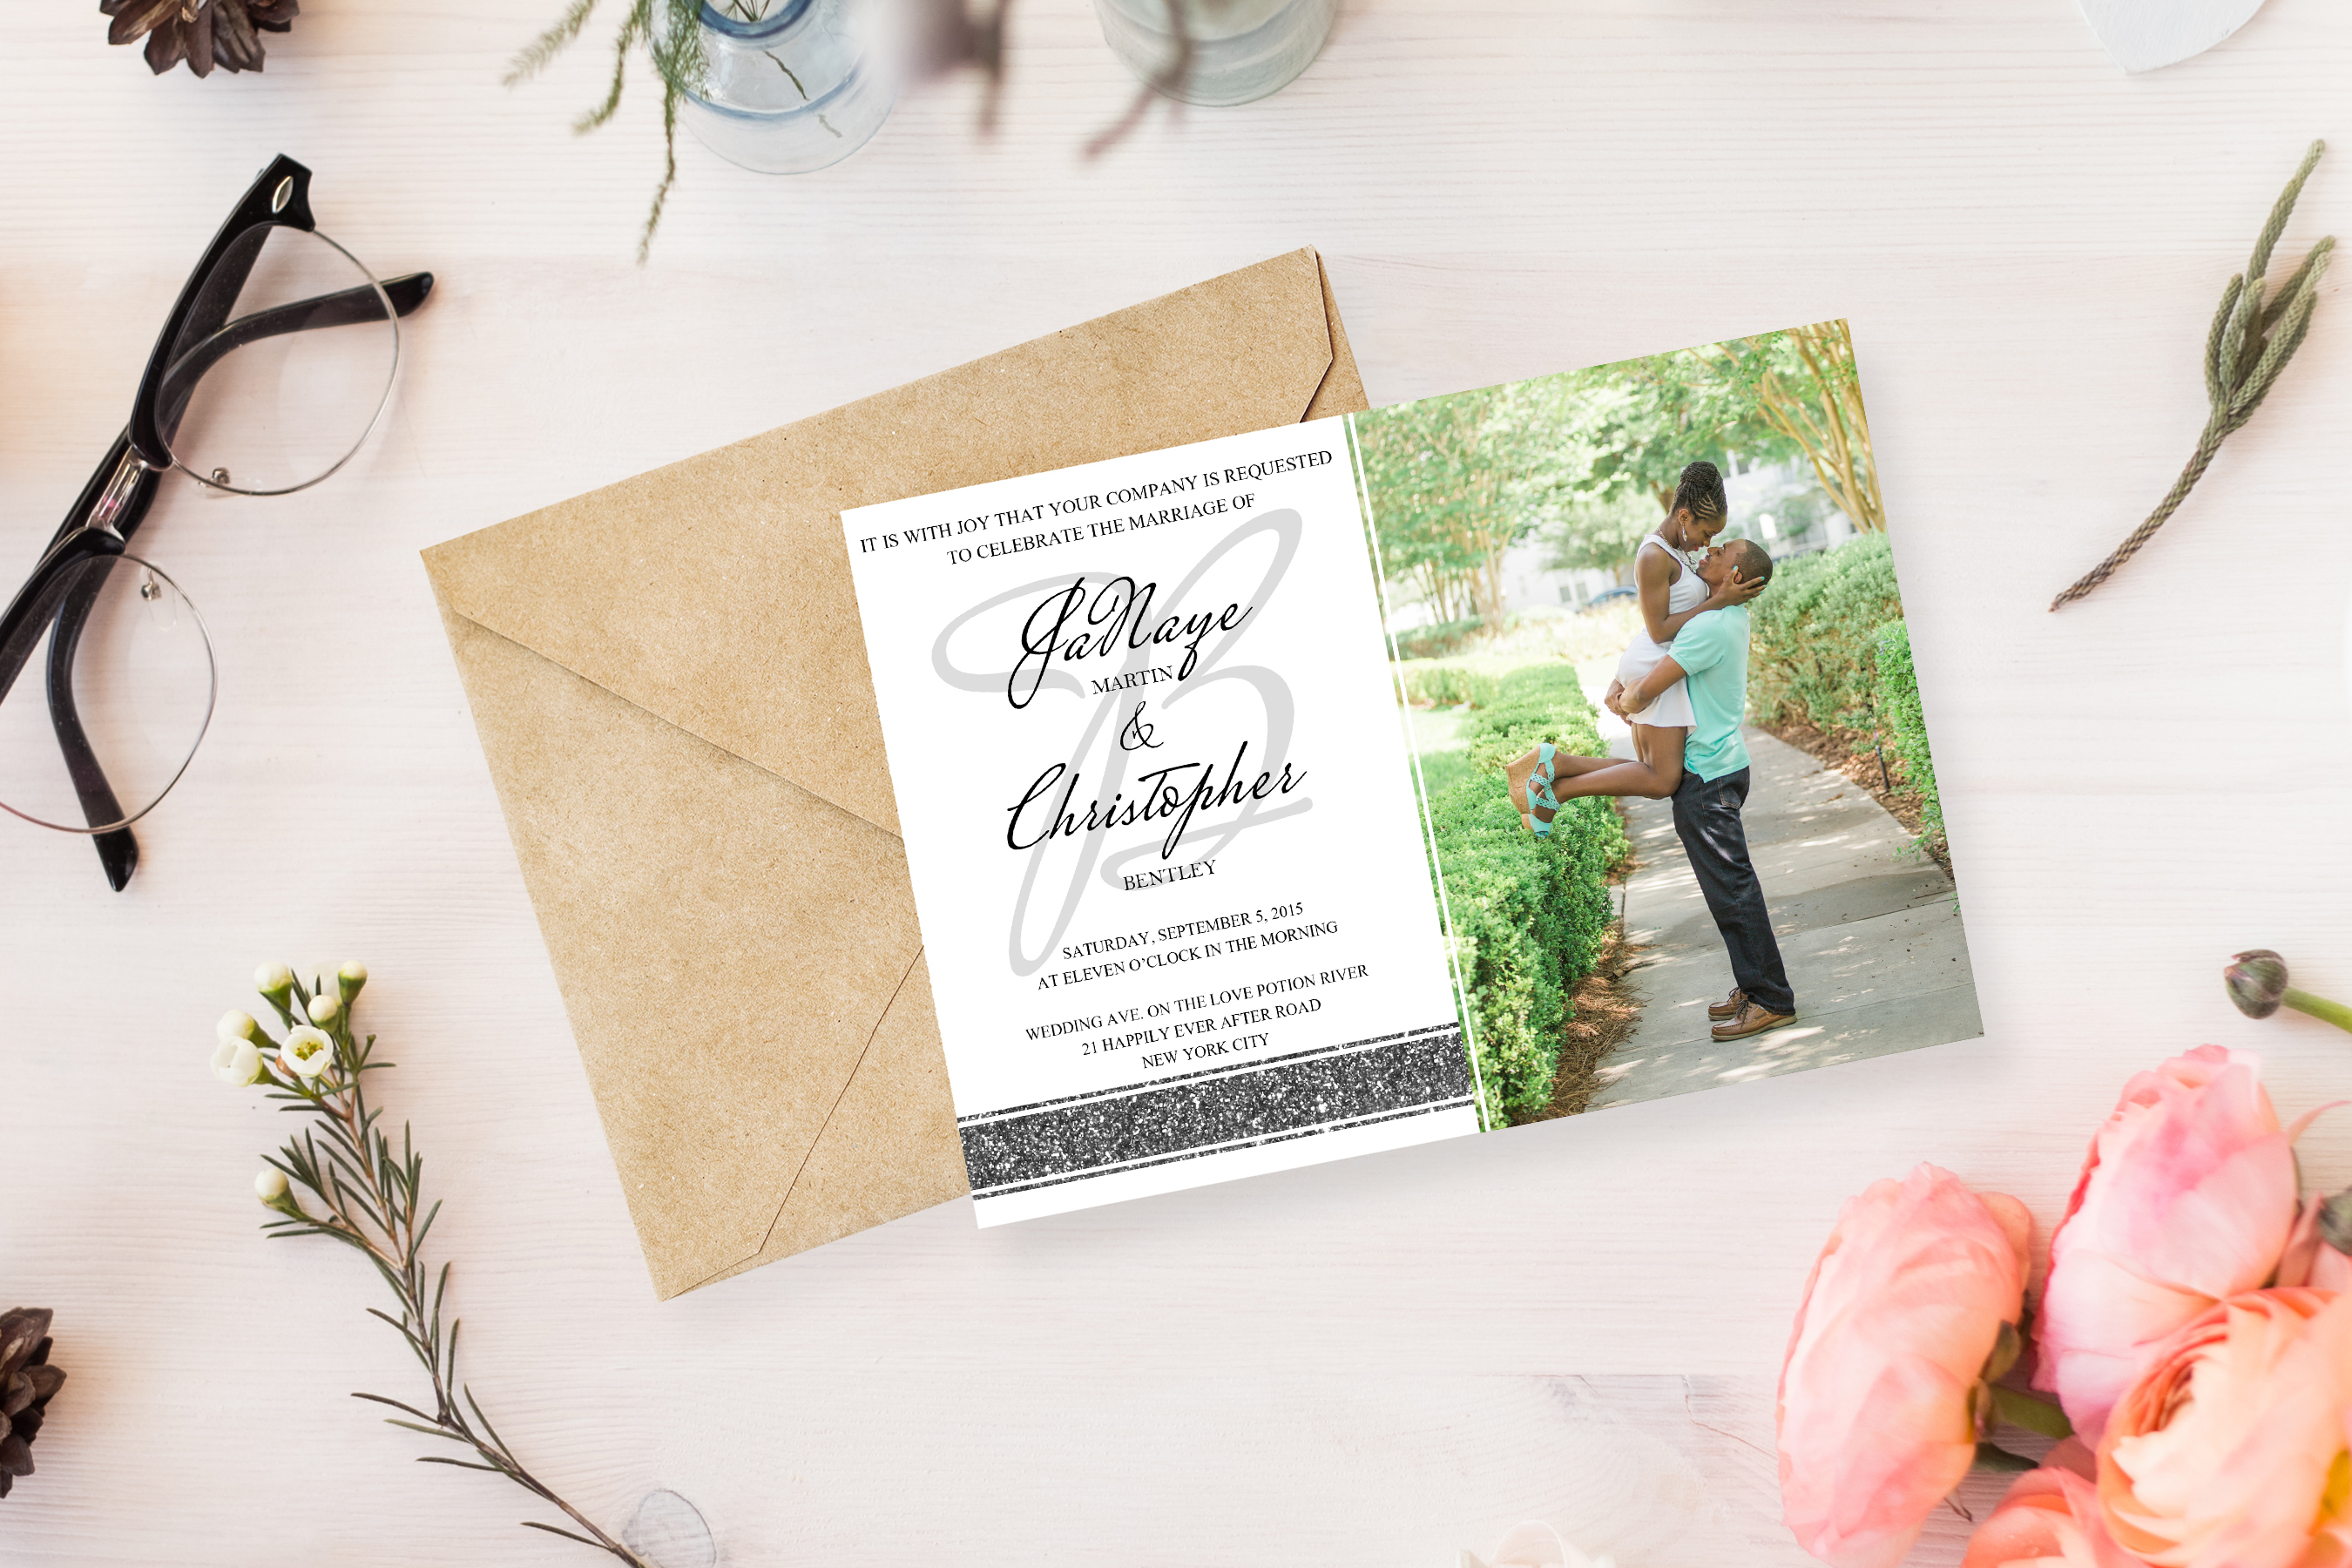 IT IS WITH JOY THAT YOUR COMPANY IS REQUESTED
TO CELEBRATE THE MARRIAGE OF
B
JaNaye
MARTIN
&
Christopher
BENTLEY
SATURDAY, SEPTEMBER 5, 2015
AT ELEVEN O'CLOCK IN THE MORNING
WEDDING AVE. ON THE LOVE POTION RIVER
21 HAPPILY EVER AFTER ROAD
NEW YORK CITY